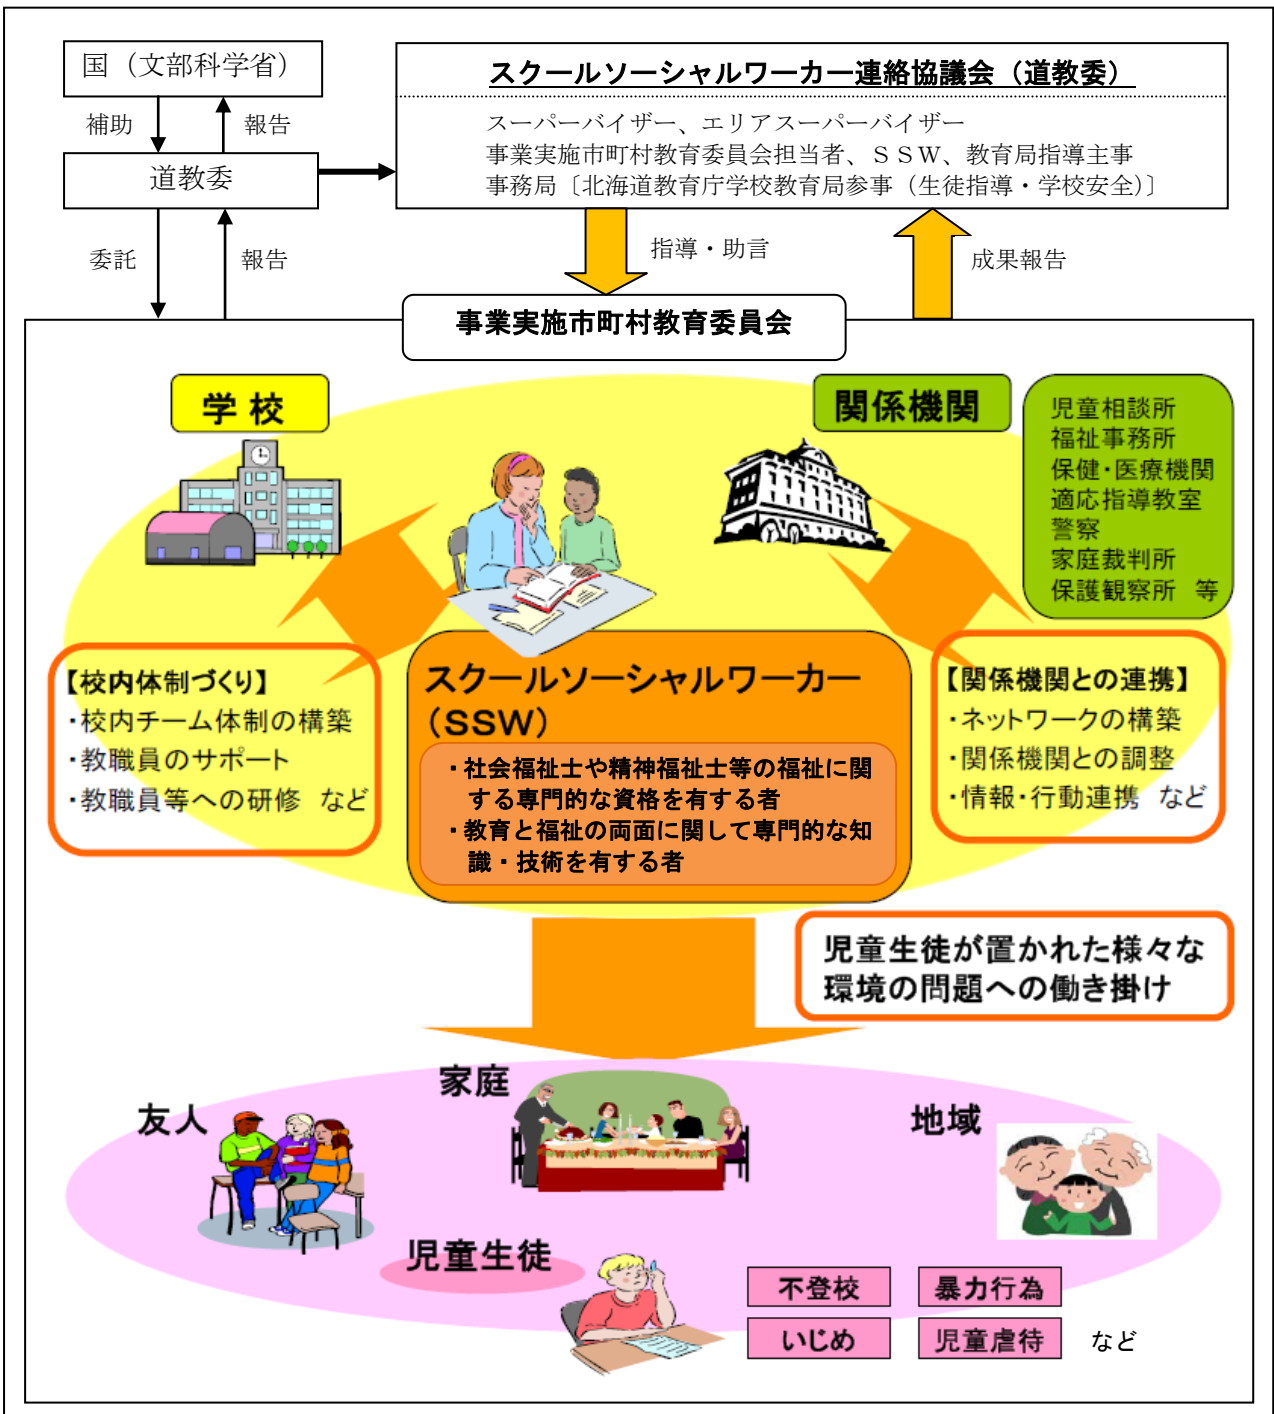 国（文部科学省）
補助
報告
道教委
委託
報告
スクールソーシャルワーカー連絡協議会（道教委）
スーパーバイザー、エリアスーパーバイザー
事業実施市町村教育委員会担当者、ＳＳＷ、教育局指導主事
事務局〔北海道教育庁学校教育局参事（生徒指導・学校安全）〕
指導・助言
成果報告
事業実施市町村教育委員会
学校
関係機関
児童相談所
福祉事務所
保健・医療機関
適応指導教室
警察
家庭裁判所
保護観察所　等
【校内体制づくり】
・校内チーム体制の構築
・教職員のサポート
・教職員等への研修　など
スクールソーシャルワーカー
（SSW）
・社会福祉士や精神福祉士等の福祉に関
する専門的な資格を有する者
・教育と福祉の両面に関して専門的な知
識・技術を有する者
【関係機関との連携】
・ネットワークの構築
・関係機関との調整
・情報・行動連携　など
児童生徒が置かれた様々な
環境の問題への働き掛け
家庭
友人
地域
児童生徒
不登校
暴力行為
いじめ
児童虐待
など